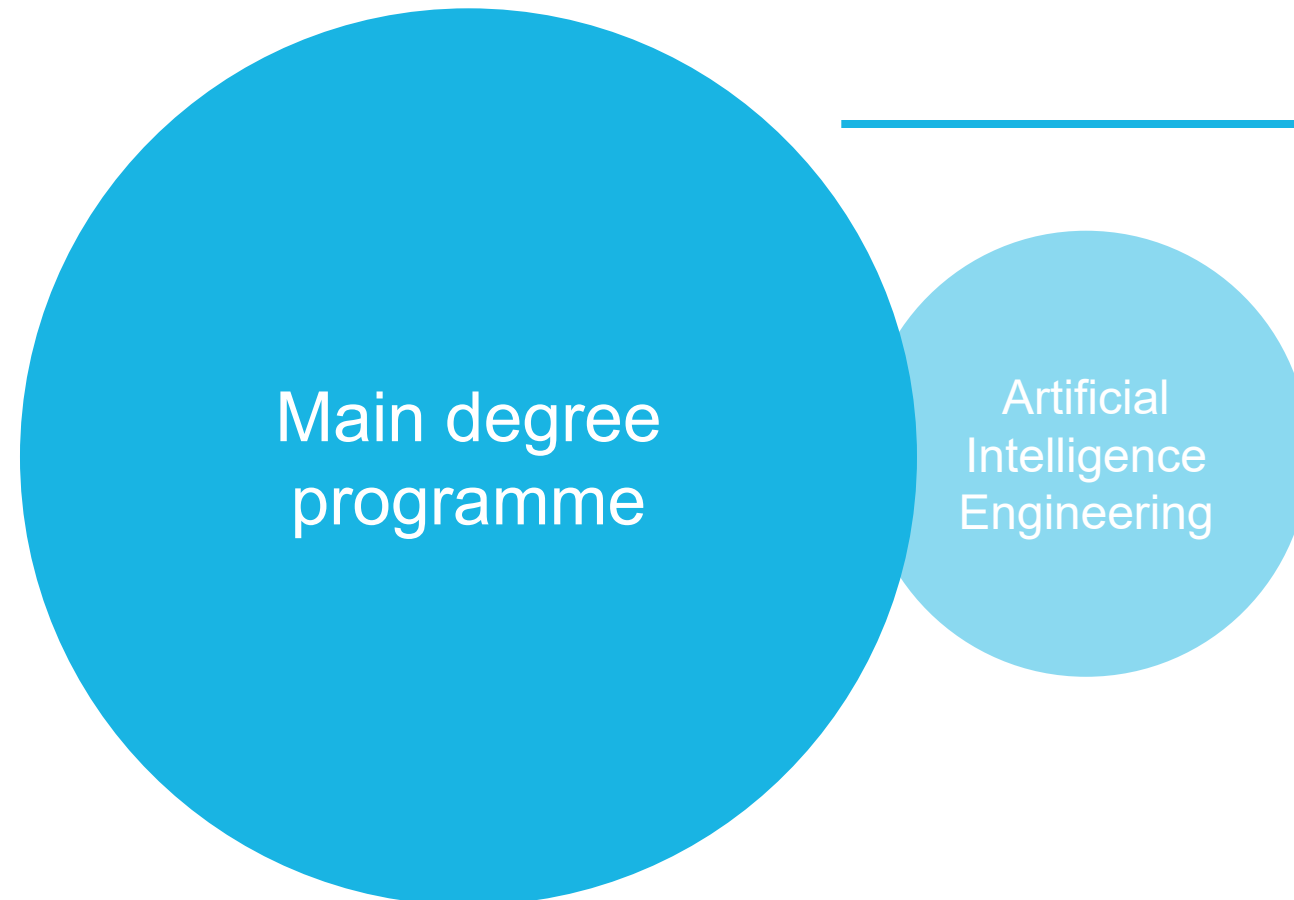 Main degree
programme
Artificial
Intelligence
Engineering